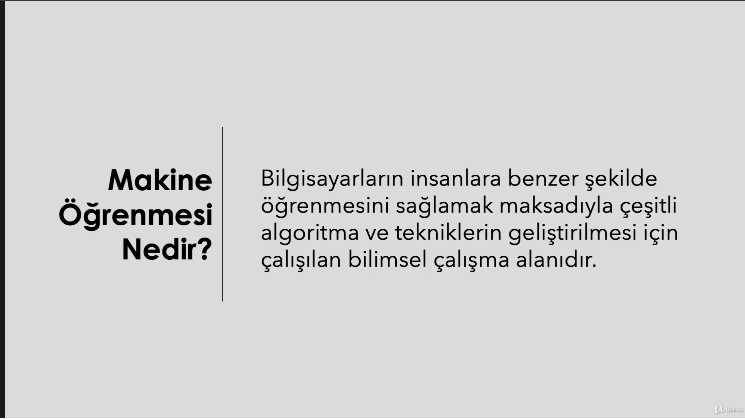 Makine
Öğrenmesi
Nedir?
Bilgisayarların insanlara benzer şekilde
öğrenmesini sağlamak maksadıyla çeşitli
algoritma ve tekniklerin geliştirilmesi için
çalışılan bilimsel çalışma alanıdır.